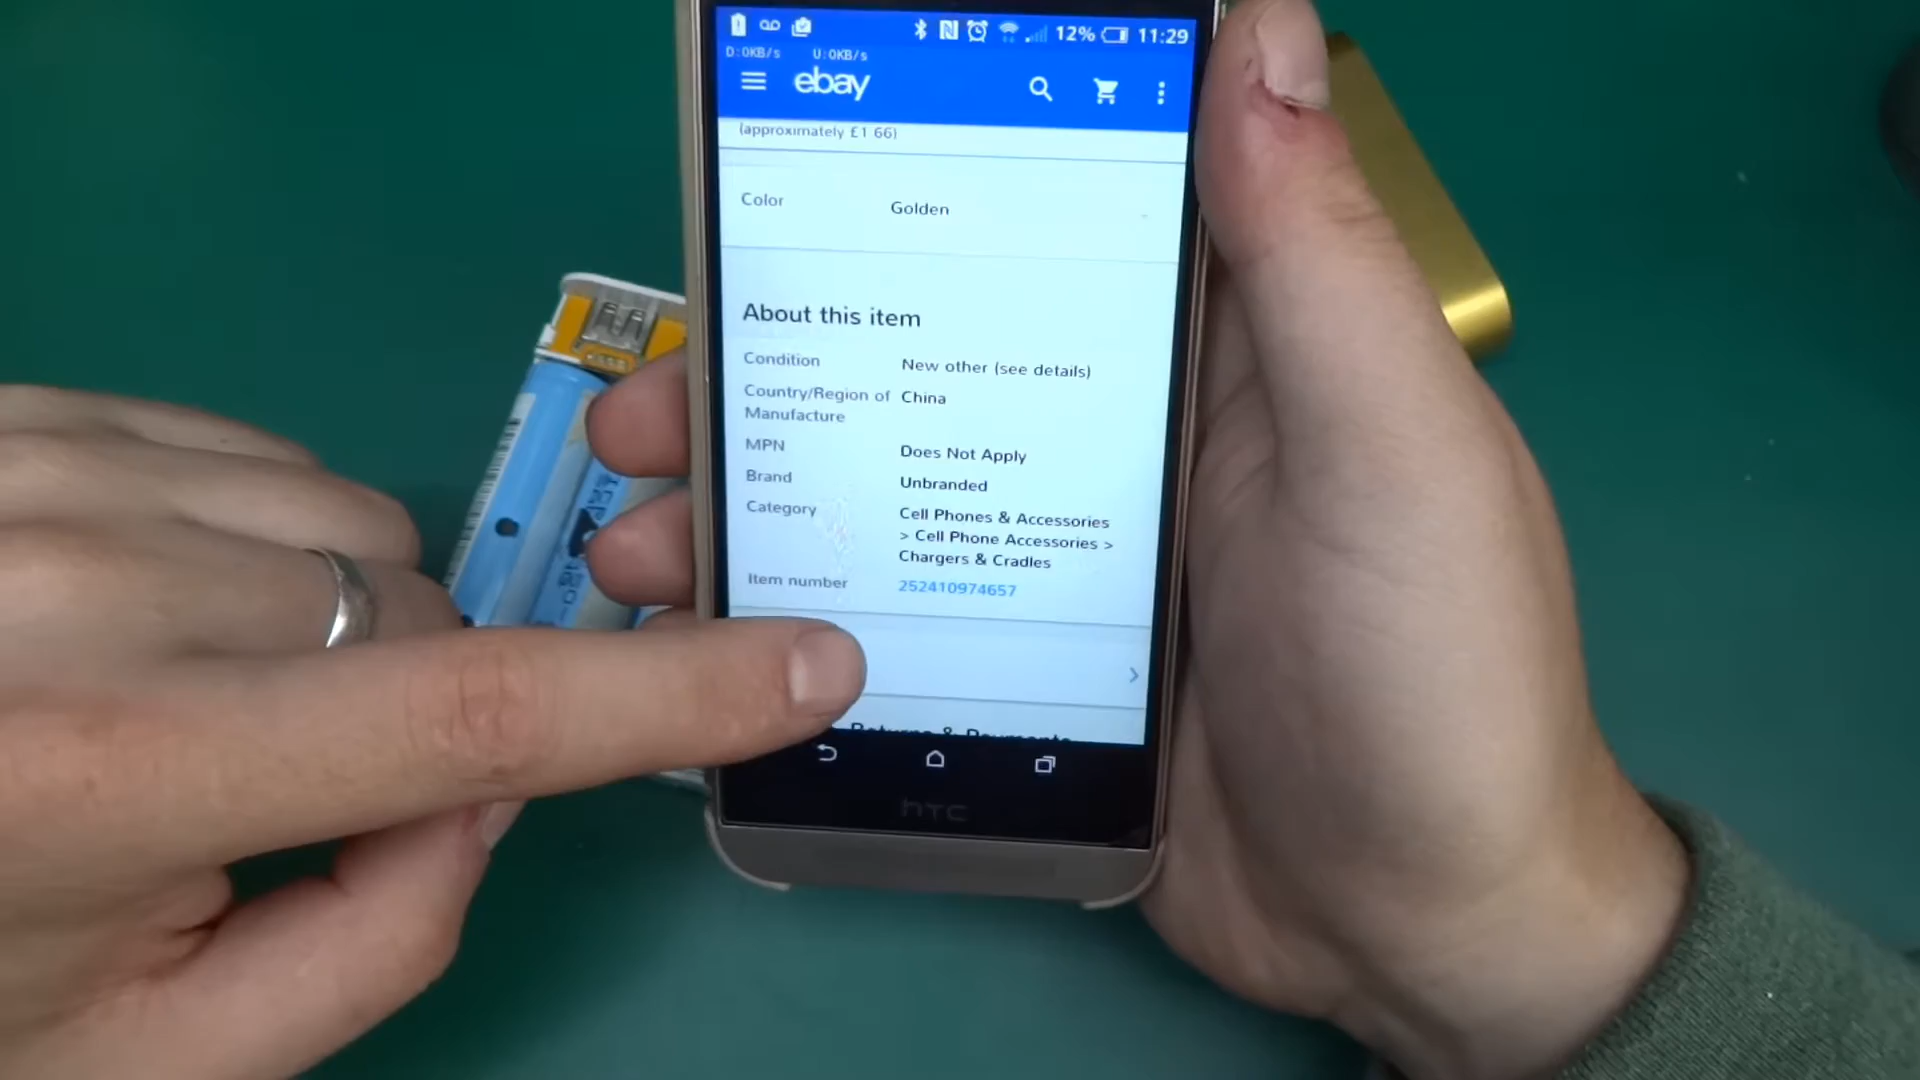 12% 11:29
D:0KB/s U:0KB/s
ebay
(approximately £1 66)
Color Golden
About this item
Condition New other (see details)
Country/Region of Manufacture China
MPN Does Not Apply
Brand Unbranded
Category Cell Phones & Accessories
> Cell Phone Accessories >
Chargers & Cradles
Item number 252410974657
Returns & Payments
hTC